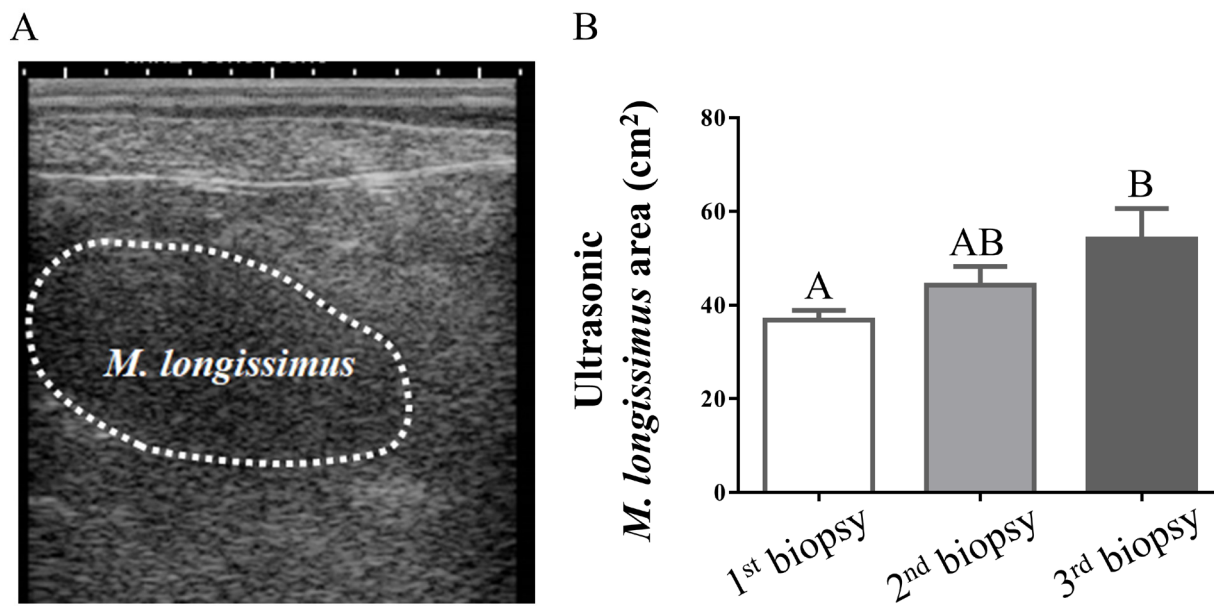 A
M. longissimus
B
Ultrasonic
M. longissimus area (cm²)
80
60
40
20
0
A
AB
B
1st biopsy
2nd biopsy
3rd biopsy